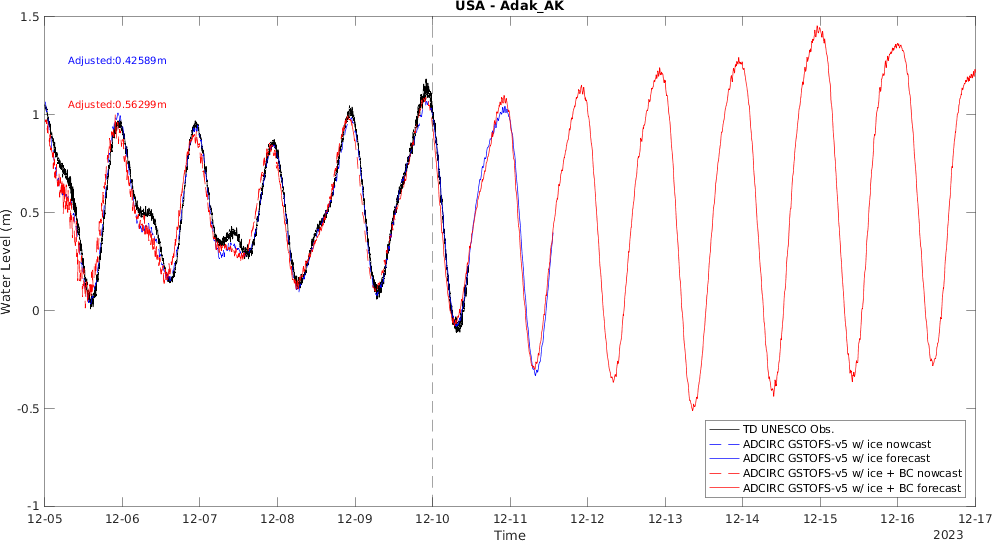 USA - Adak_AK
Adjusted:0.42589m
Adjusted:0.56299m
1.5
1
0.5
0
-0.5
-1
Water Level (m)
TD UNESCO Obs.
ADCIRC GSTOFS-v5 w/ ice nowcast
ADCIRC GSTOFS-v5 w/ ice forecast
ADCIRC GSTOFS-v5 w/ ice + BC nowcast
ADCIRC GSTOFS-v5 w/ ice + BC forecast
12-05 12-06 12-07 12-08 12-09 12-10 12-11 12-12 12-13 12-14 12-15 12-16 12-17
Time
2023